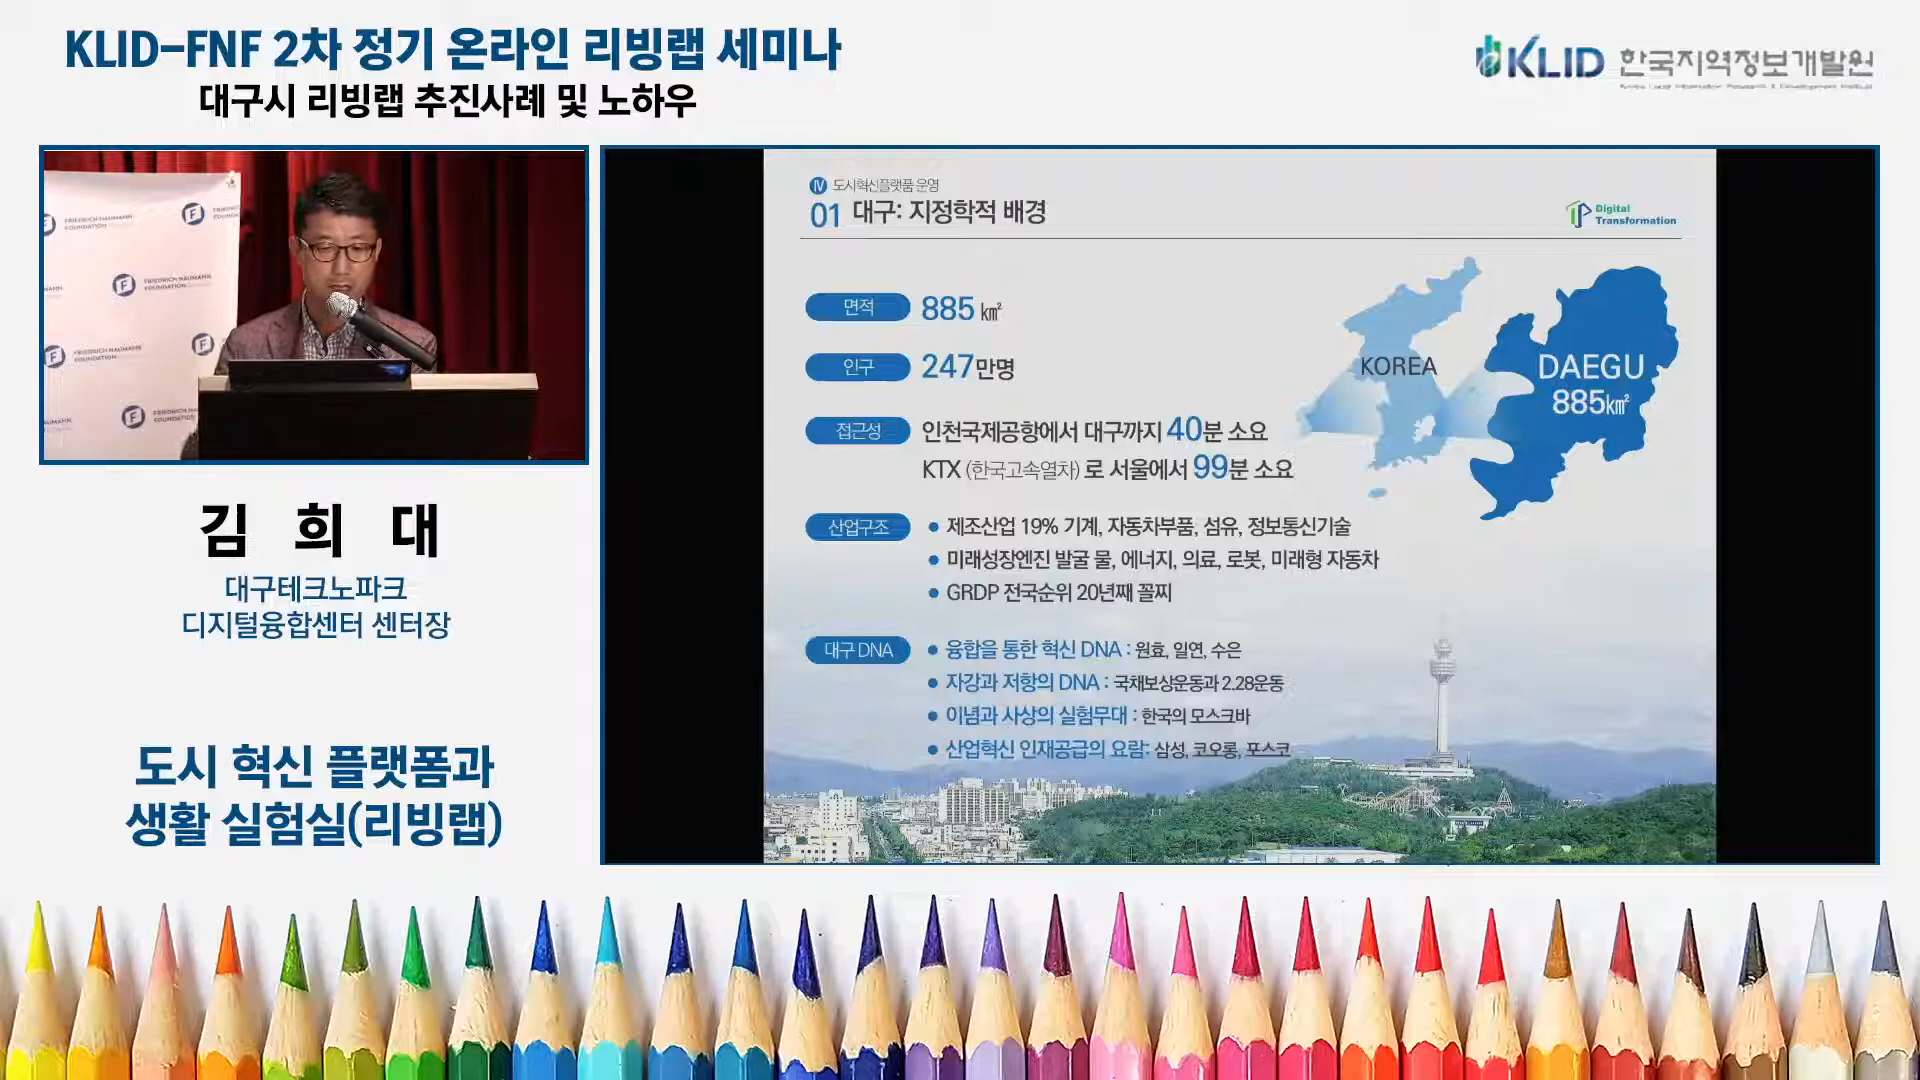 KLID-FNF 2차 정기 온라인 리빙랩 세미나
대구시 리빙랩 추진사례 및 노하우
KLID 한국지역정보개발원
FRIEDRICH NAUMANN
FOUNDATION
FRIEDRICH NAUMANN
FOUNDATION
FRIEDRICH NAUMANN
FOUNDATION
김 희 대
대구테크노파크
디지털융합센터 센터장
도시 혁신 플랫폼과
생활 실험실(리빙랩)
Ⅳ 도시혁신플랫폼 운영
01 대구: 지정학적 배경
Digital
Transformation
면적 885 ㎢
인구 247만명
접근성 인천국제공항에서 대구까지 40분 소요
KTX (한국고속열차) 로 서울에서 99분 소요
KOREA
DAEGU
885㎢
산업구조 • 제조산업 19% 기계, 자동차부품, 섬유, 정보통신기술
• 미래성장엔진 발굴 물, 에너지, 의료, 로봇, 미래형 자동차
• GRDP 전국순위 20년째 꼴찌
대구 DNA • 융합을 통한 혁신 DNA : 원효, 일연, 수은
• 자강과 저항의 DNA : 국채보상운동과 2.28운동
• 이념과 사상의 실험무대 : 한국의 모스크바
• 산업혁신 인재공급의 요람: 삼성, 코오롱, 포스코